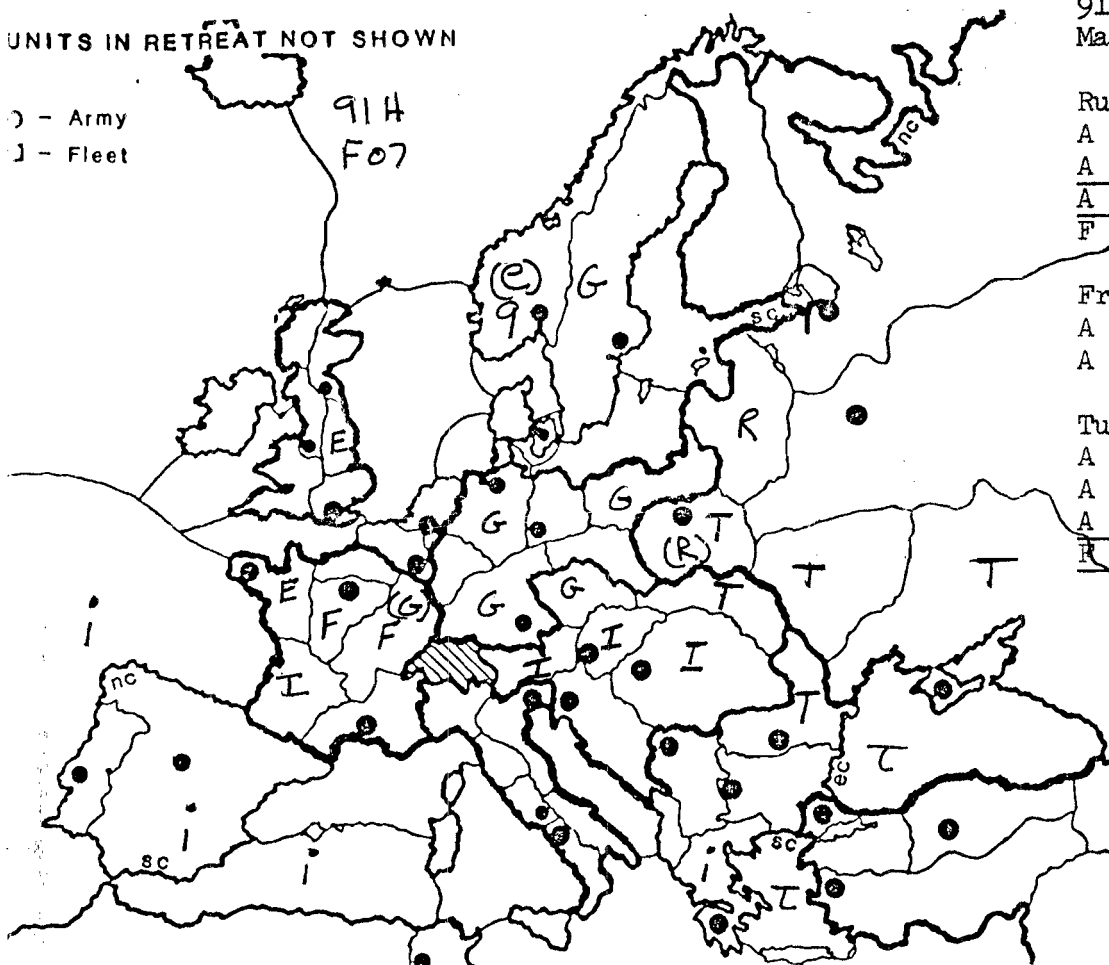 UNITS IN RETREAT NOT SHOWN
) - Army
] - Fleet
91H
F07
91
Ma
Ru
A
A
A
F
Fr
A
A
Tu
A
A
A
F
nc
(e)
g
G
sc
i
R
E
G
G
T
(R)
T
T
E
F
(G)
F
G
G
T
I
I
I
I
T
i
nc
ec
τ
i
sc
i
sc
i
τ